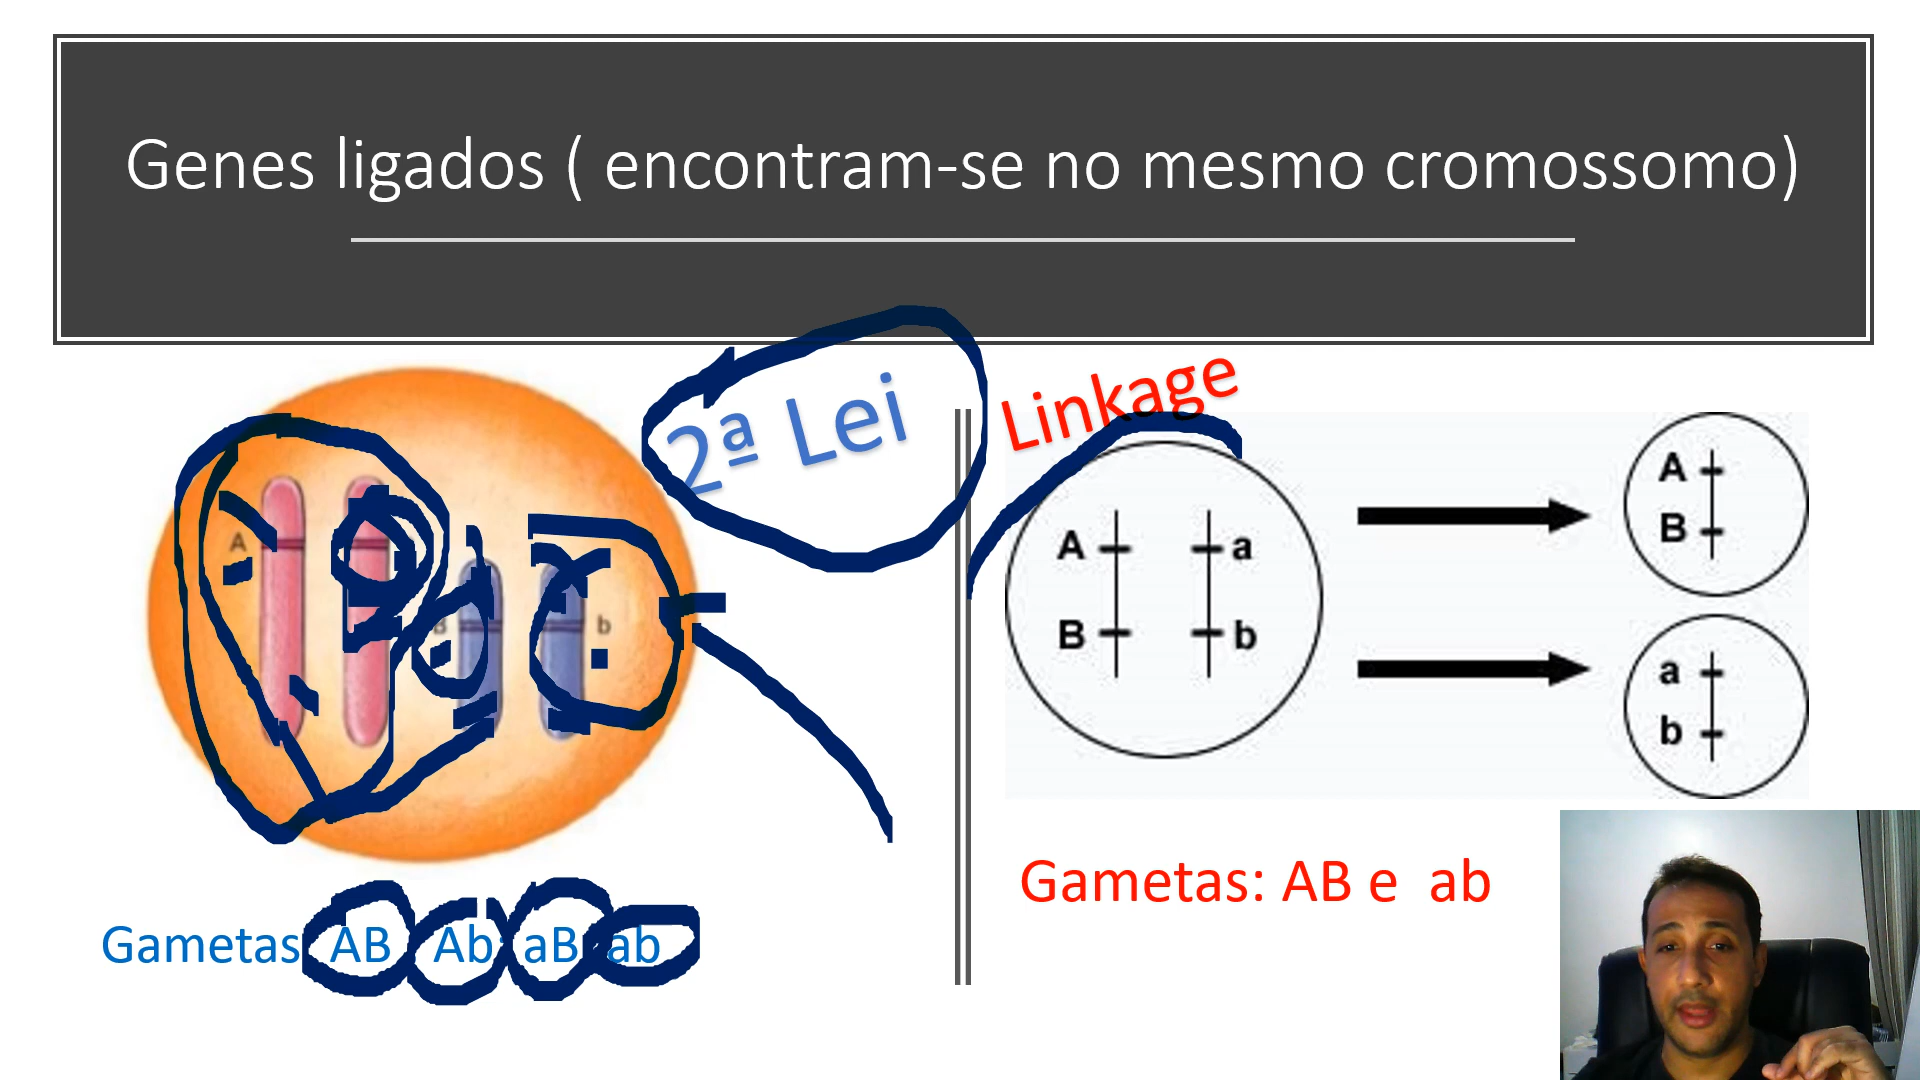 Genes ligados ( encontram-se no mesmo cromossomo)
2ª Lei
Linkage
A
B
b
Gametas AB Ab aB ab
A a
B b
A
B
a
b
Gametas: AB e ab